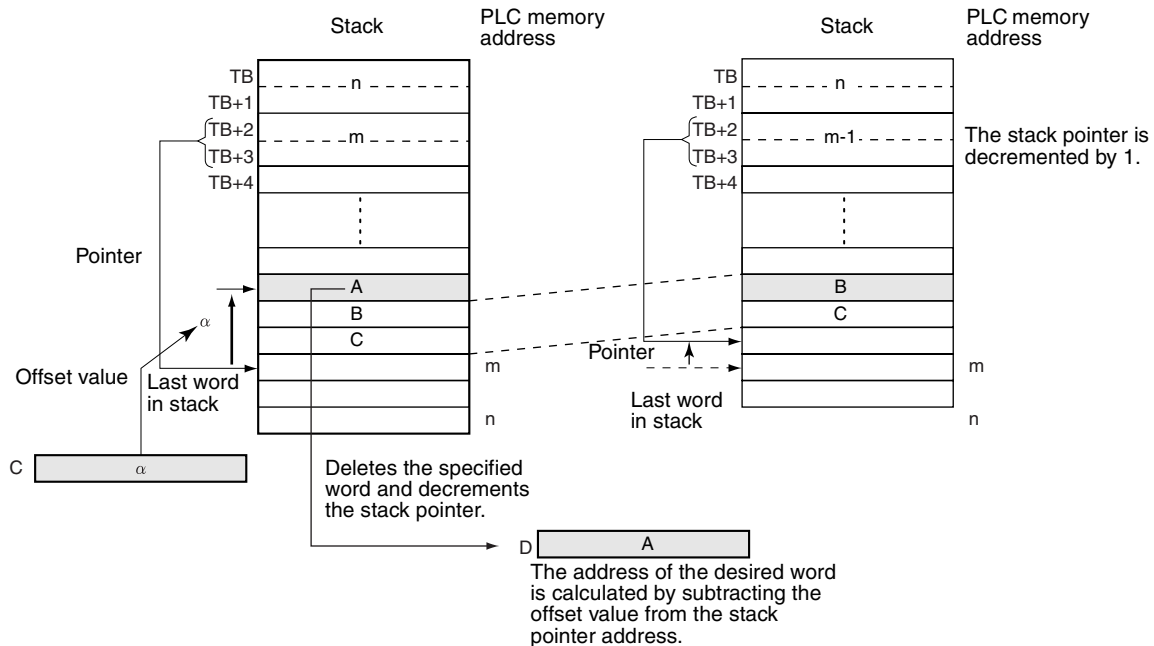 Stack
PLC memory
address
TB
n
TB+1
TB+2
m
TB+3
TB+4
Pointer
A
B
C
α
Offset value
Last word
in stack
m
n
C
α
Deletes the specified
word and decrements
the stack pointer.
D
A
The address of the desired word
is calculated by subtracting the
offset value from the stack
pointer address.
Stack
PLC memory
address
TB
n
TB+1
TB+2
m-1
TB+3
TB+4
The stack pointer is
decremented by 1.
B
C
Pointer
Last word
in stack
m
n